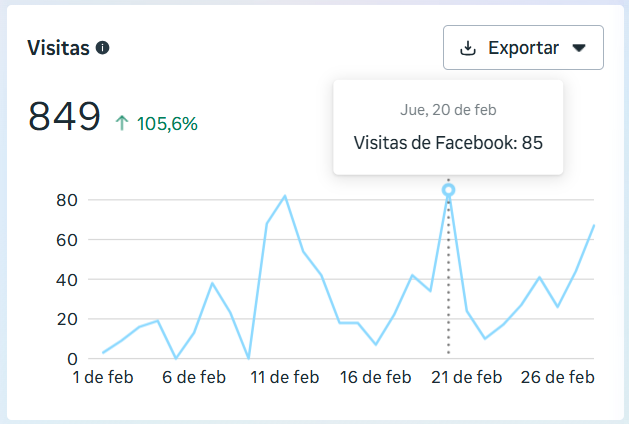 Visitas
Exportar
849
105,6%
Jue, 20 de feb
Visitas de Facebook: 85
80
60
40
20
0
1 de feb
6 de feb
11 de feb
16 de feb
21 de feb
26 de feb